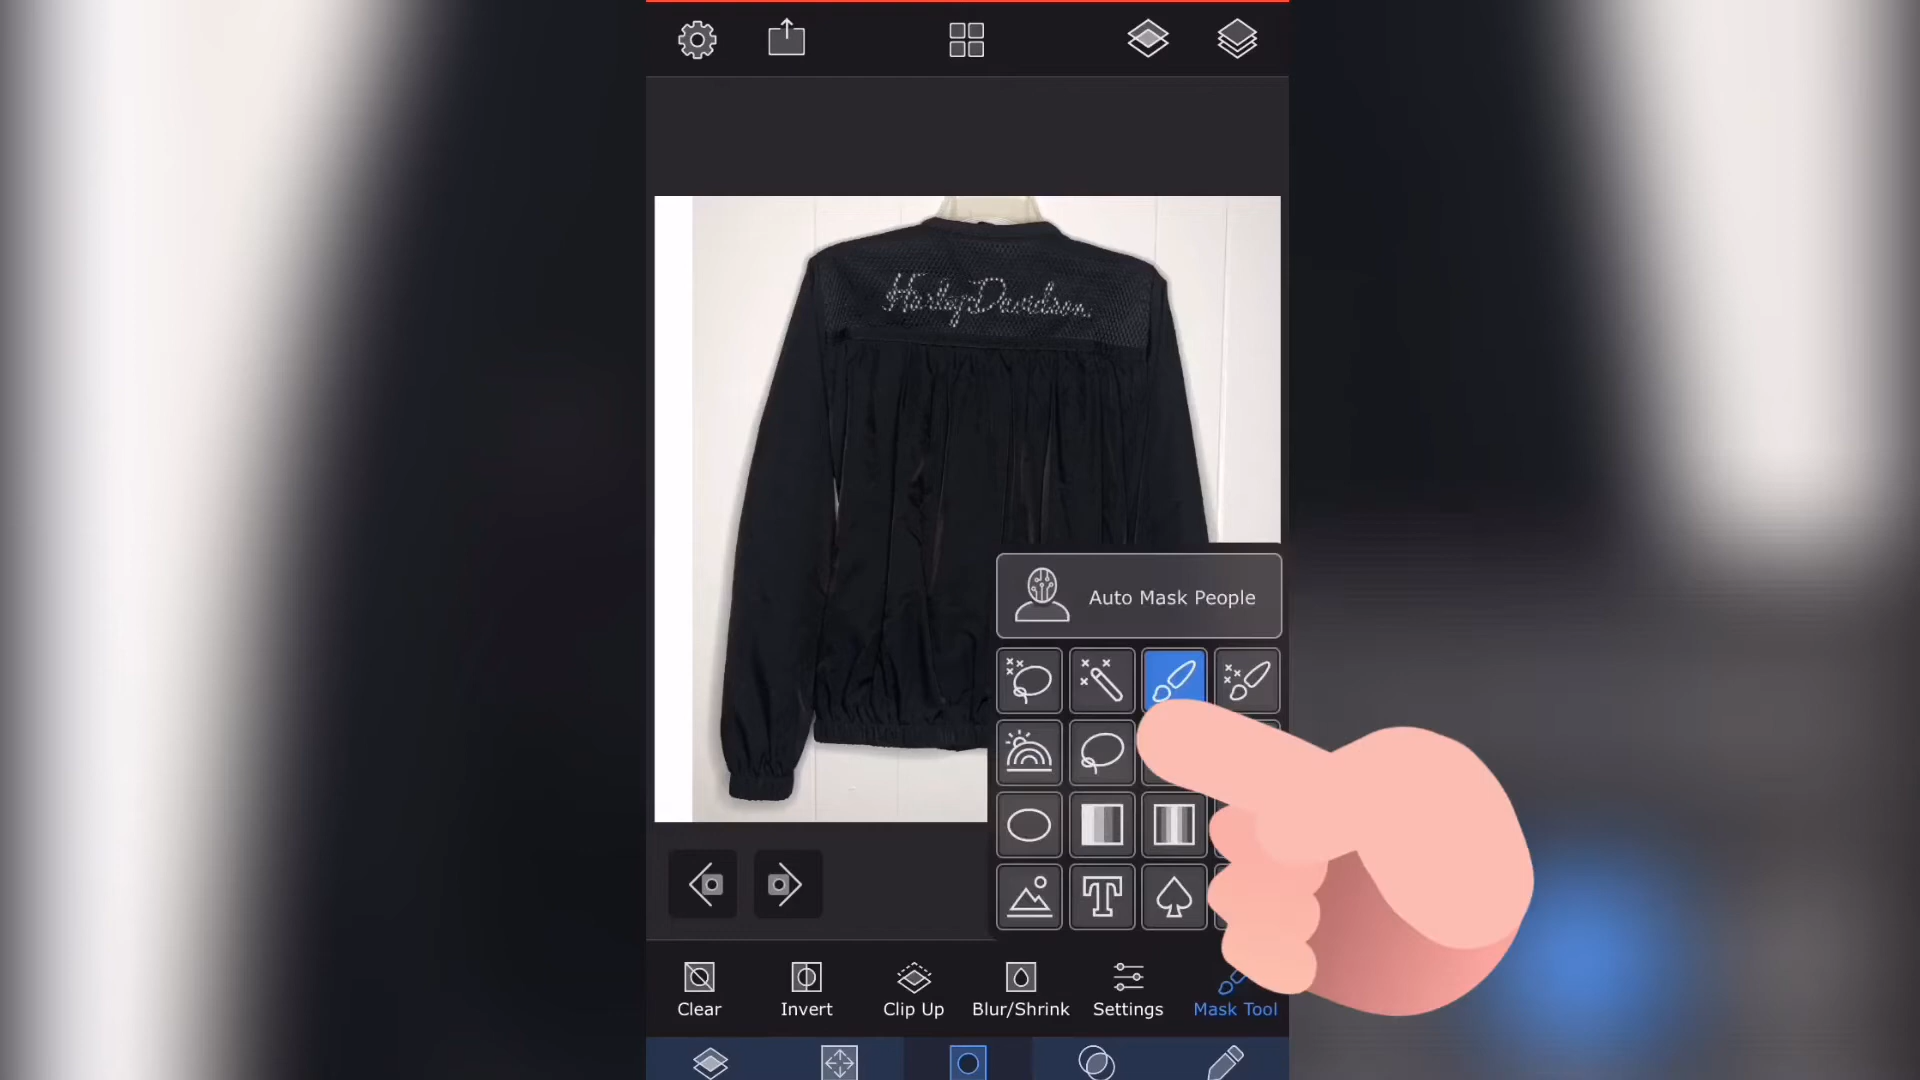 Harley-Davidson
Auto Mask People
T
Clear
Invert
Clip Up
Blur/Shrink
Settings
Mask Tool